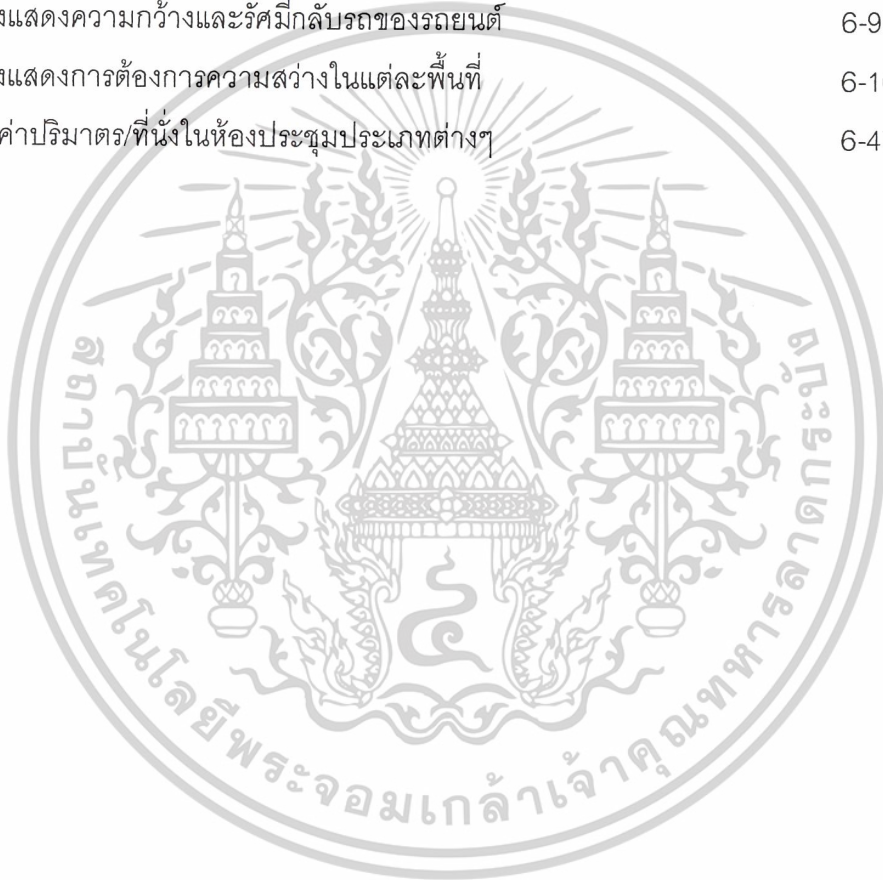 งแสดงความกว้างและรัศมีกลับรถของรถยนต์ 6-9
งแสดงการต้องการความสว่างในแต่ละพื้นที่ 6-1
ค่าปริมาตร/ที่นั่งในห้องประชุมประเภทต่างๆ 6-4
สถาบันเทคโนโลยีพระจอมเกล้าเจ้าคุณทหารลาดกระบัง
๔